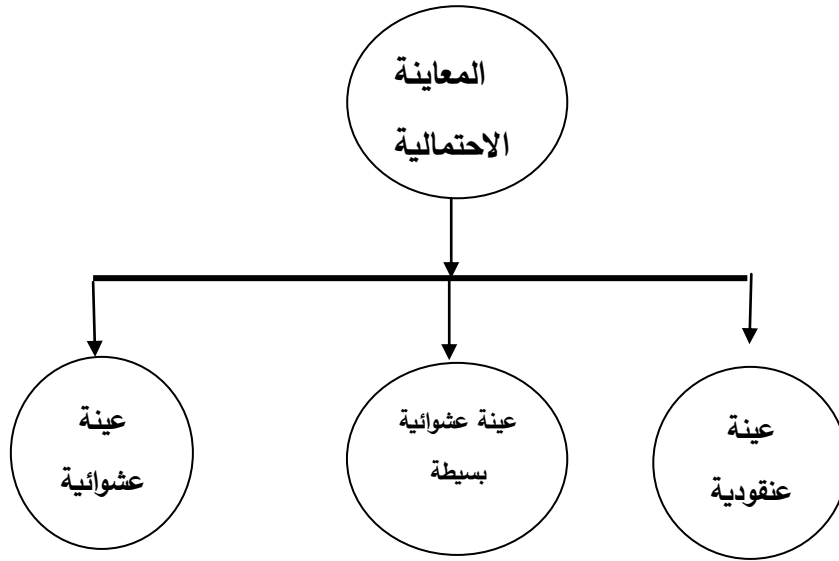 المعاينة
الاحتمالية
عينة
عنقودية
عينة عشوائية
بسيطة
عينة
عشوائية